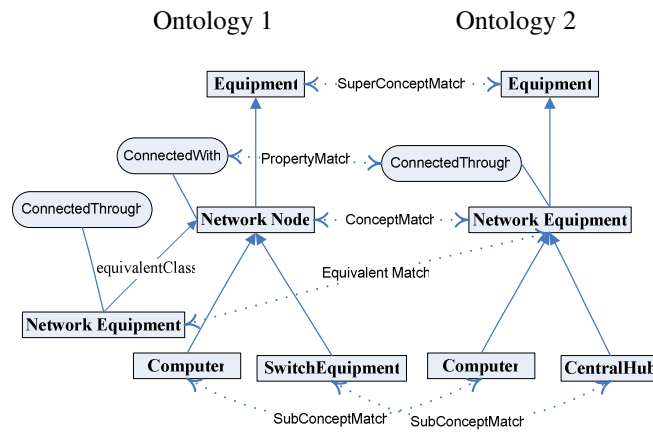 Ontology 1
Ontology 2
Equipment
SuperConceptMatch
Equipment
ConnectedWith
PropertyMatch
ConnectedThrough
ConnectedThrough
Network Node
ConceptMatch
Network Equipment
equivalentClass
Equivalent Match
Network Equipment
Computer
SwitchEquipment
Computer
CentralHub
SubConceptMatch
SubConceptMatch